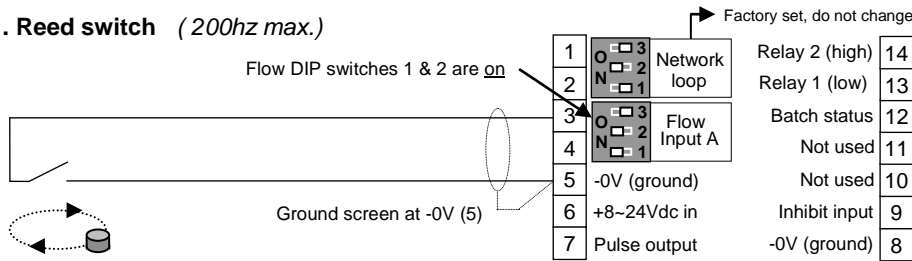 . Reed switch ( 200hz max.)
Factory set, do not change
Flow DIP switches 1 & 2 are on
1
2
3
4
5
6
7
O
N
3
2
1
Network
loop
O
N
3
2
1
Flow
Input A
-0V (ground)
+8~24Vdc in
Pulse output
Ground screen at -0V (5)
Relay 2 (high) 14
Relay 1 (low) 13
Batch status 12
Not used 11
Not used 10
Inhibit input 9
-0V (ground) 8